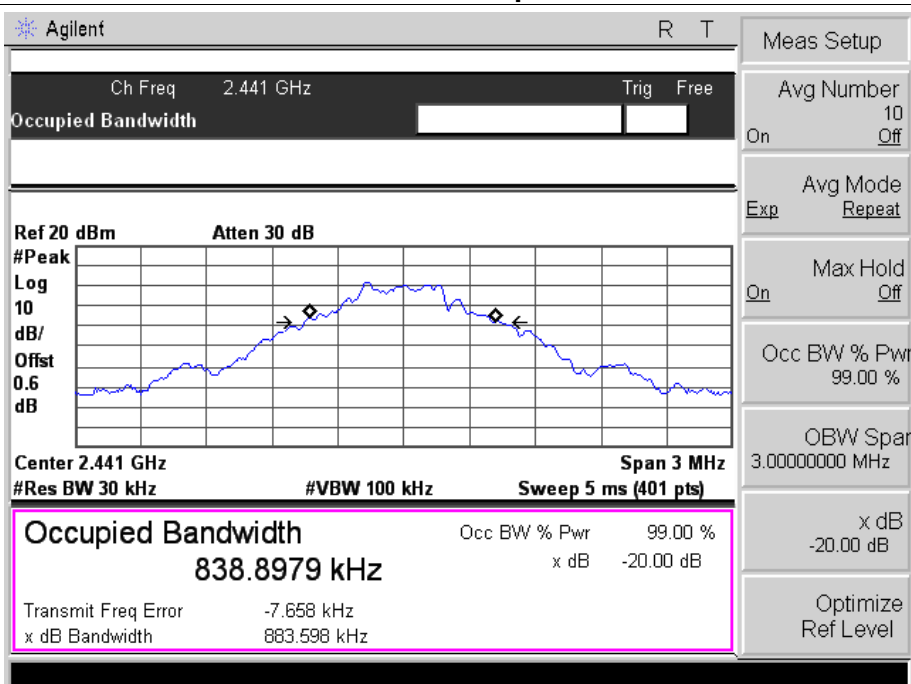 Agilent R T
Ch Freq 2.441 GHz Trig Free
Occupied Bandwidth
Ref 20 dBm Atten 30 dB
#Peak
Log
10
dB/
Offst
0.6
dB
Center 2.441 GHz Span 3 MHz
#Res BW 30 kHz #VBW 100 kHz Sweep 5 ms (401 pts)
Occupied Bandwidth Occ BW % Pwr 99.00 %
838.8979 kHz x dB -20.00 dB
Transmit Freq Error -7.658 kHz
x dB Bandwidth 883.598 kHz
Meas Setup
Avg Number
10
On Off
Avg Mode
Exp Repeat
Max Hold
On Off
Occ BW % Pwr
99.00 %
OBW Span
3.00000000 MHz
x dB
-20.00 dB
Optimize
Ref Level